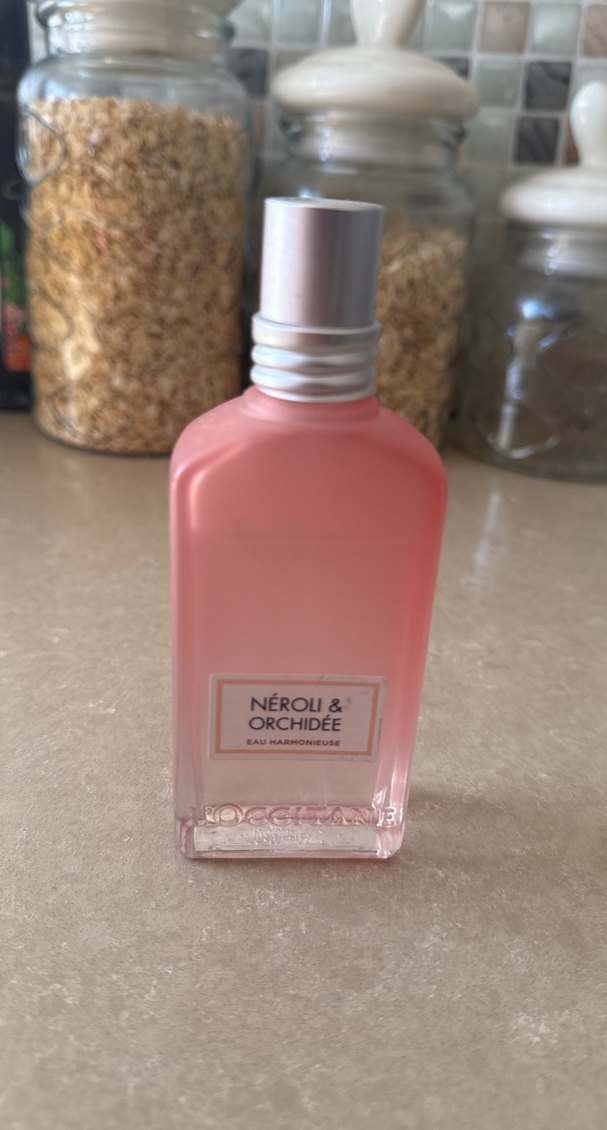 NÉROLI &
ORCHIDÉE
EAU HARMONIEUSE
L'OCCITANE